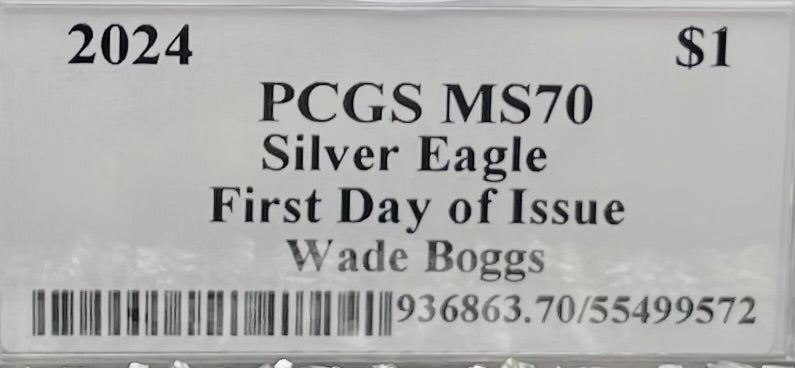 2024 $1
PCGS MS70
Silver Eagle
First Day of Issue
Wade Boggs
936863.70/55499572